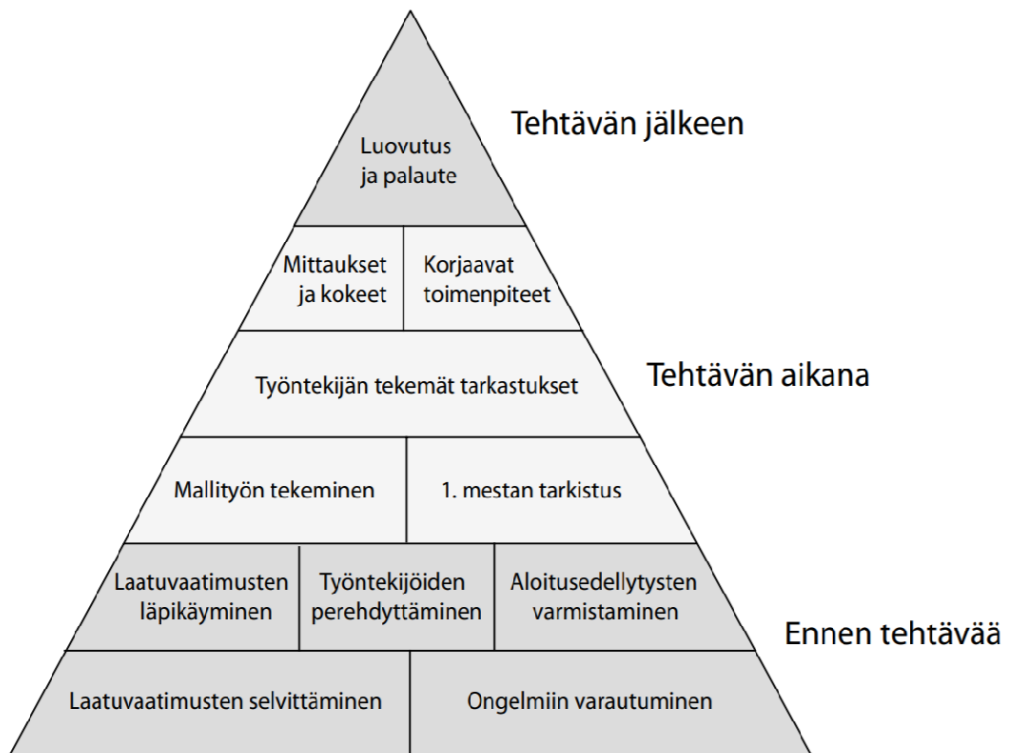 Tehtävän jälkeen
Luovutus
ja palaute
Mittaukset
ja kokeet
Korjaavat
toimenpiteet
Työntekijän tekemät tarkastukset
Tehtävän aikana
Mallityön tekeminen
1. mestan tarkistus
Laatuvaatimusten
läpikäyminen
Työntekijöiden
perehdyttäminen
Aloitusedellytysten
varmistaminen
Ennen tehtävää
Laatuvaatimusten selvittäminen
Ongelmiin varautuminen